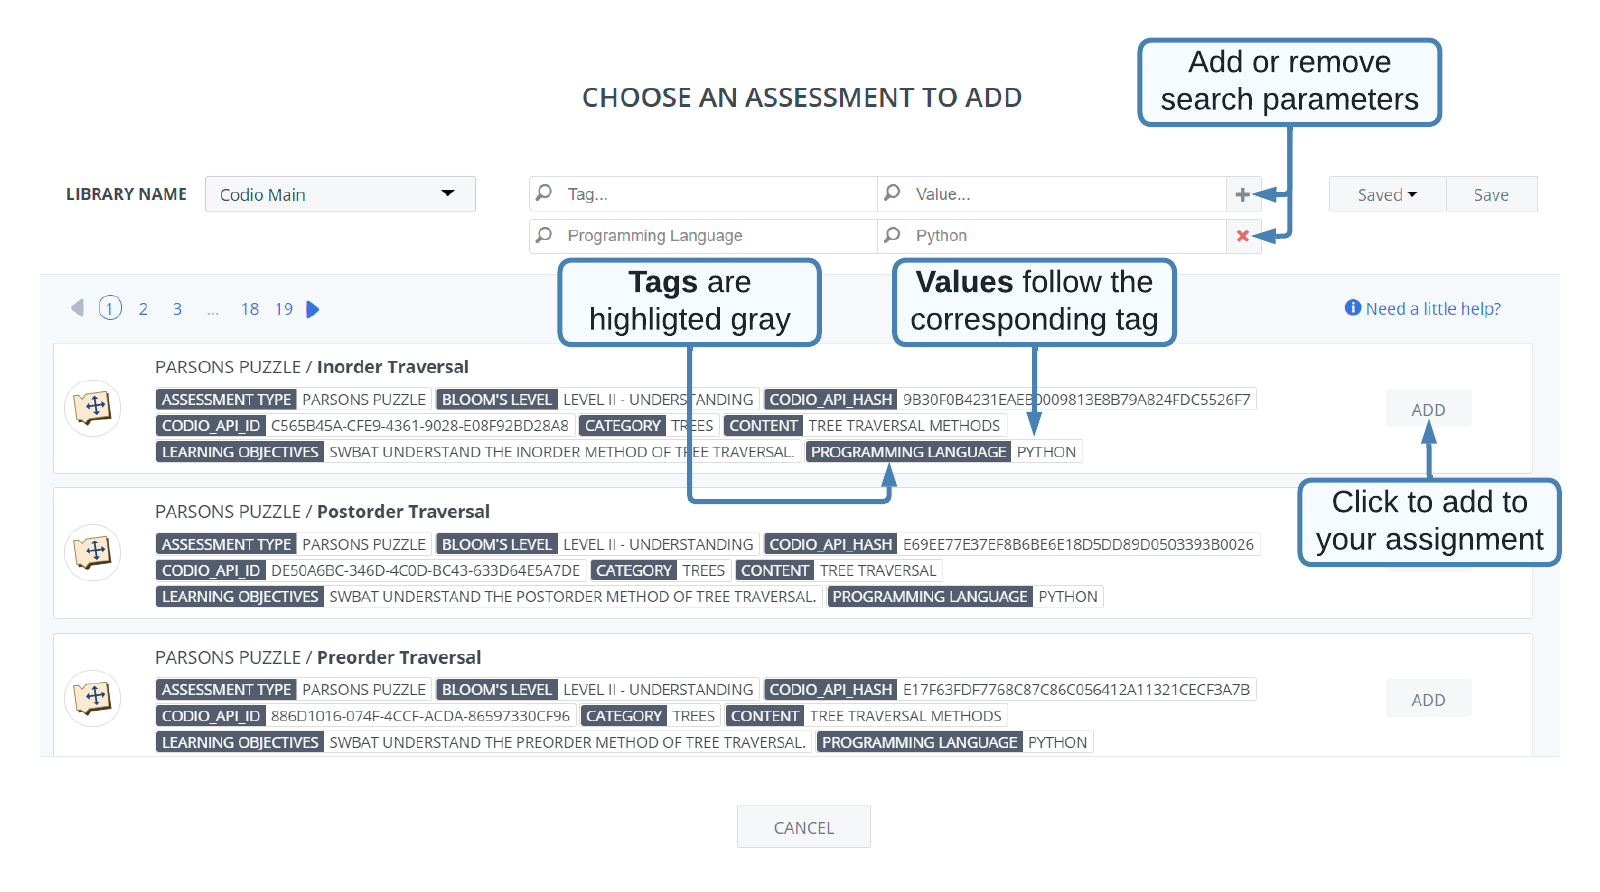 Add or remove
search parameters
CHOOSE AN ASSESSMENT TO ADD
LIBRARY NAME Codio Main Tag... Value... Saved Save
Programming Language Python
Tags are
highligted gray
Values follow the
corresponding tag
1 2 3 ... 18 19 Need a little help?
PARSONS PUZZLE / Inorder Traversal
ASSESSMENT TYPE PARSONS PUZZLE BLOOM'S LEVEL LEVEL II - UNDERSTANDING CODIO_API_HASH
CODIO_API_ID C565B45A-CFE9-4361-9028-E08F92BD28A8 CATEGORY TREES CONTENT TREE TRAVERSAL METHODS
LEARNING OBJECTIVES SWBAT UNDERSTAND THE INORDER METHOD OF TREE TRAVERSAL. PROGRAMMING LANGUAGE PYTHON
ADD
Click to add to
your assignment
PARSONS PUZZLE / Postorder Traversal
ASSESSMENT TYPE PARSONS PUZZLE BLOOM'S LEVEL LEVEL II - UNDERSTANDING CODIO_API_HASH E69EE77E37EF8B6BE6E18D5DD89D0503393B0026
CODIO_API_ID DE50A6BC-346D-4C0D-BC43-633D64E5A7DE CATEGORY TREES CONTENT TREE TRAVERSAL
LEARNING OBJECTIVES SWBAT UNDERSTAND THE POSTORDER METHOD OF TREE TRAVERSAL. PROGRAMMING LANGUAGE PYTHON
PARSONS PUZZLE / Preorder Traversal
ASSESSMENT TYPE PARSONS PUZZLE BLOOM'S LEVEL LEVEL II - UNDERSTANDING CODIO_API_HASH E17F63FDF7768C87C86C056412A11321CECF3A7B
CODIO_API_ID 886D1016-074F-4CCF-ACDA-86597330CF96 CATEGORY TREES CONTENT TREE TRAVERSAL METHODS
LEARNING OBJECTIVES SWBAT UNDERSTAND THE PREORDER METHOD OF TREE TRAVERSAL. PROGRAMMING LANGUAGE PYTHON
ADD
CANCEL